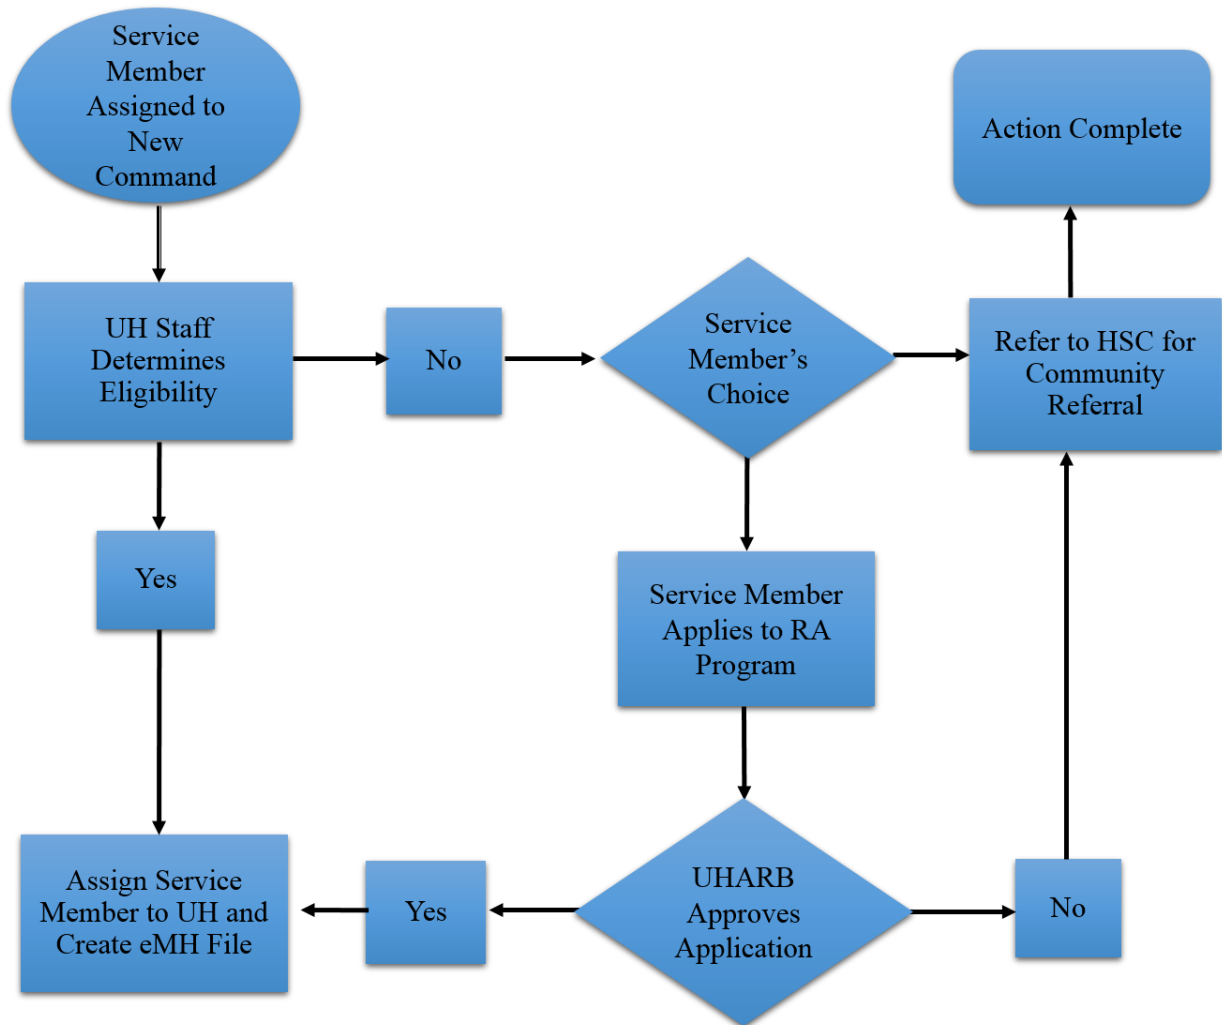 Service
Member
Assigned to
New
Command
Action Complete
UH Staff
Determines
Eligibility
No
Service
Member’s
Choice
Refer to HSC for
Community
Referral
Yes
Service Member
Applies to RA
Program
Assign Service
Member to UH and
Create eMH File
Yes
UHARB
Approves
Application
No